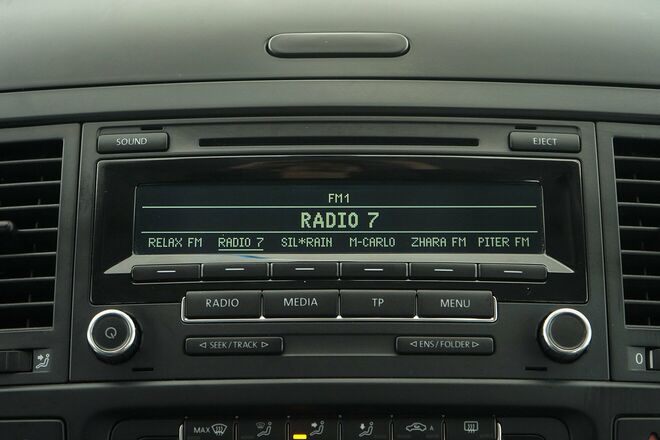 SOUND
EJECT
FM1
RADIO 7
RELAX FM RADIO 7 SIL*RAIN M-CARLO ZHARA FM PITER FM
RADIO MEDIA TP MENU
◁ SEEK/TRACK ▷ ◁ ENS/FOLDER ▷
0
MAX A